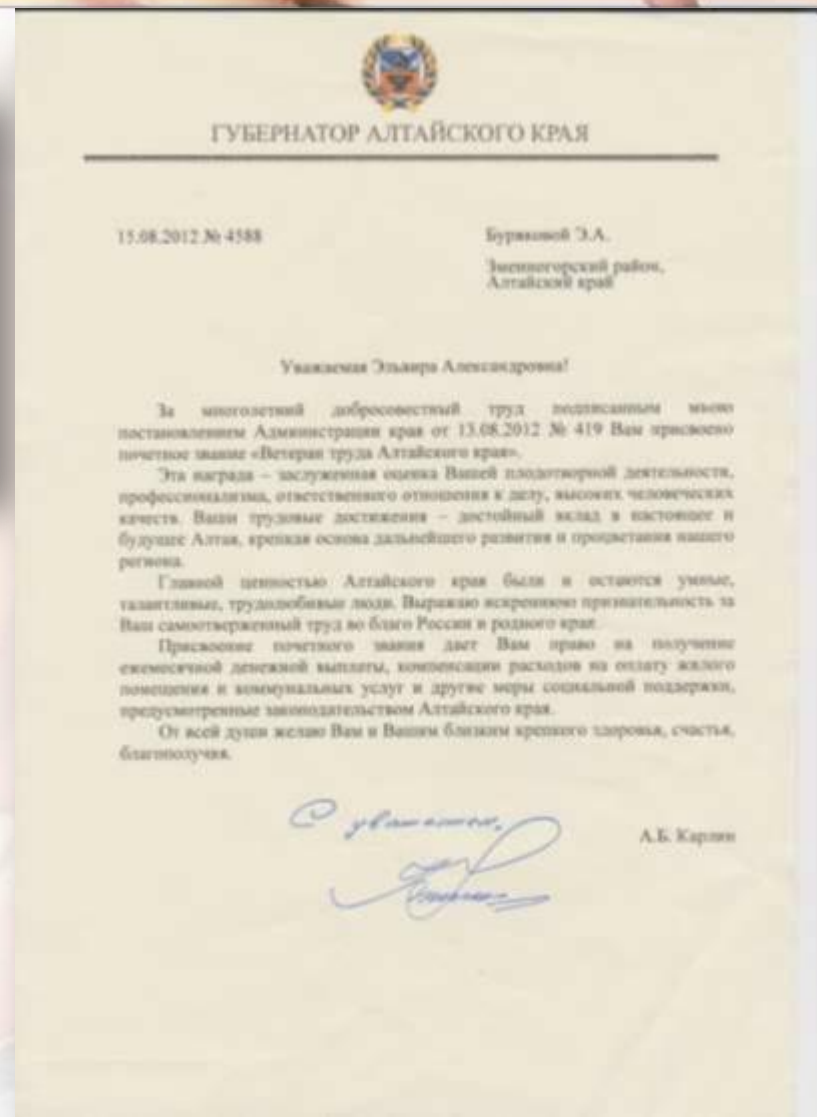 ГУБЕРНАТОР АЛТАЙСКОГО КРАЯ
15.08.2012 № 4588
Буряковой Э.А.
Змеиногорский район,
Алтайский край
Уважаемая Эльвира Александровна!
За многолетний добросовестный труд подписанным мною
постановлением Администрации края от 13.08.2012 № 419 Вам присвоено
почетное звание «Ветеран труда Алтайского края».
Эта награда – заслуженная оценка Вашей плодотворной деятельности,
профессионализма, ответственного отношения к делу, высоких человеческих
качеств. Ваши трудовые достижения – достойный вклад в настоящее и
будущее Алтая, крепкая основа дальнейшего развития и процветания нашего
региона.
Главной ценностью Алтайского края были и остаются умные,
талантливые, трудолюбивые люди. Выражаю искреннюю признательность за
Ваш самоотверженный труд во благо России и родного края.
Присвоение почетного звания дает Вам право на получение
ежемесячной денежной выплаты, компенсации расходов на оплату жилого
помещения и коммунальных услуг и другие меры социальной поддержки,
предусмотренные законодательством Алтайского края.
От всей души желаю Вам и Вашим близким крепкого здоровья, счастья,
благополучия.
С уважением,
А.Б. Карлин